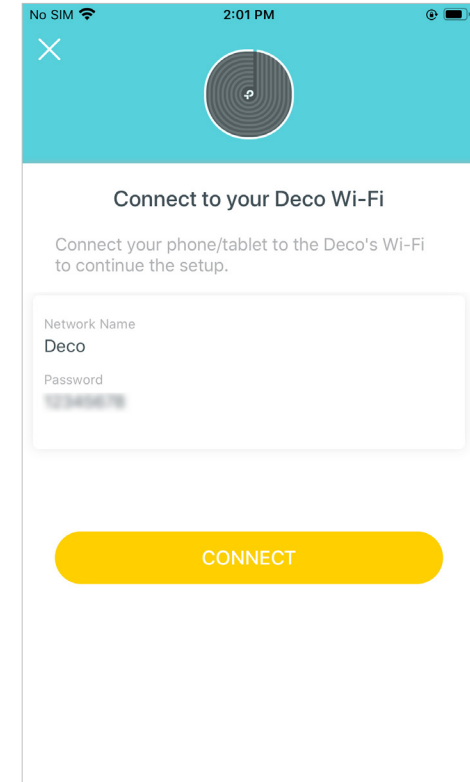 No SIM 2:01 PM
Connect to your Deco Wi-Fi
Connect your phone/tablet to the Deco's Wi-Fi
to continue the setup.
Network Name
Deco
Password
CONNECT